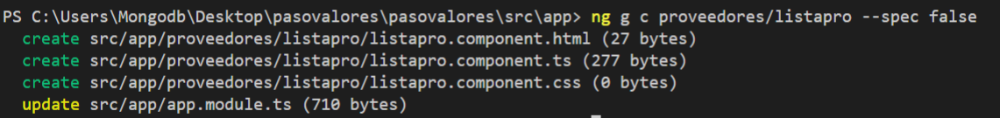 PS C:\Users\Mongodb\Desktop\pasovalores\pasovalores\src\app> ng g c proveedores/listapro --spec false
create src/app/proveedores/listapro/listapro.component.html (27 bytes)
create src/app/proveedores/listapro/listapro.component.ts (277 bytes)
create src/app/proveedores/listapro/listapro.component.css (0 bytes)
update src/app/app.module.ts (710 bytes)